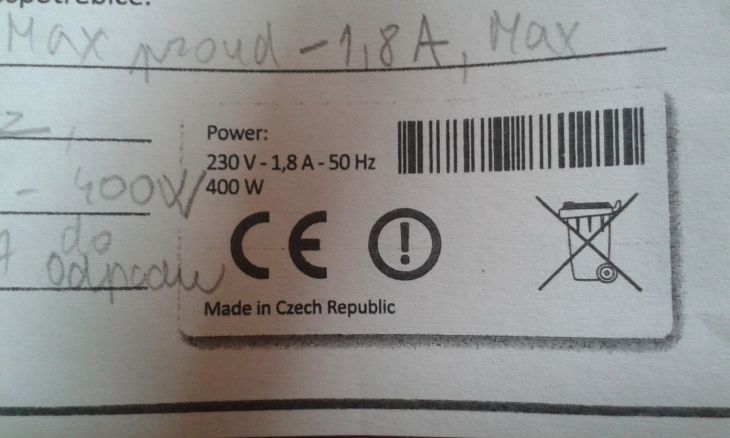 spotřebiče:
Max proud - 1,8 A, Max
z,
Power:
230 V - 1,8 A - 50 Hz
- 400W
400 W
CE
do
odpadu
Made in Czech Republic